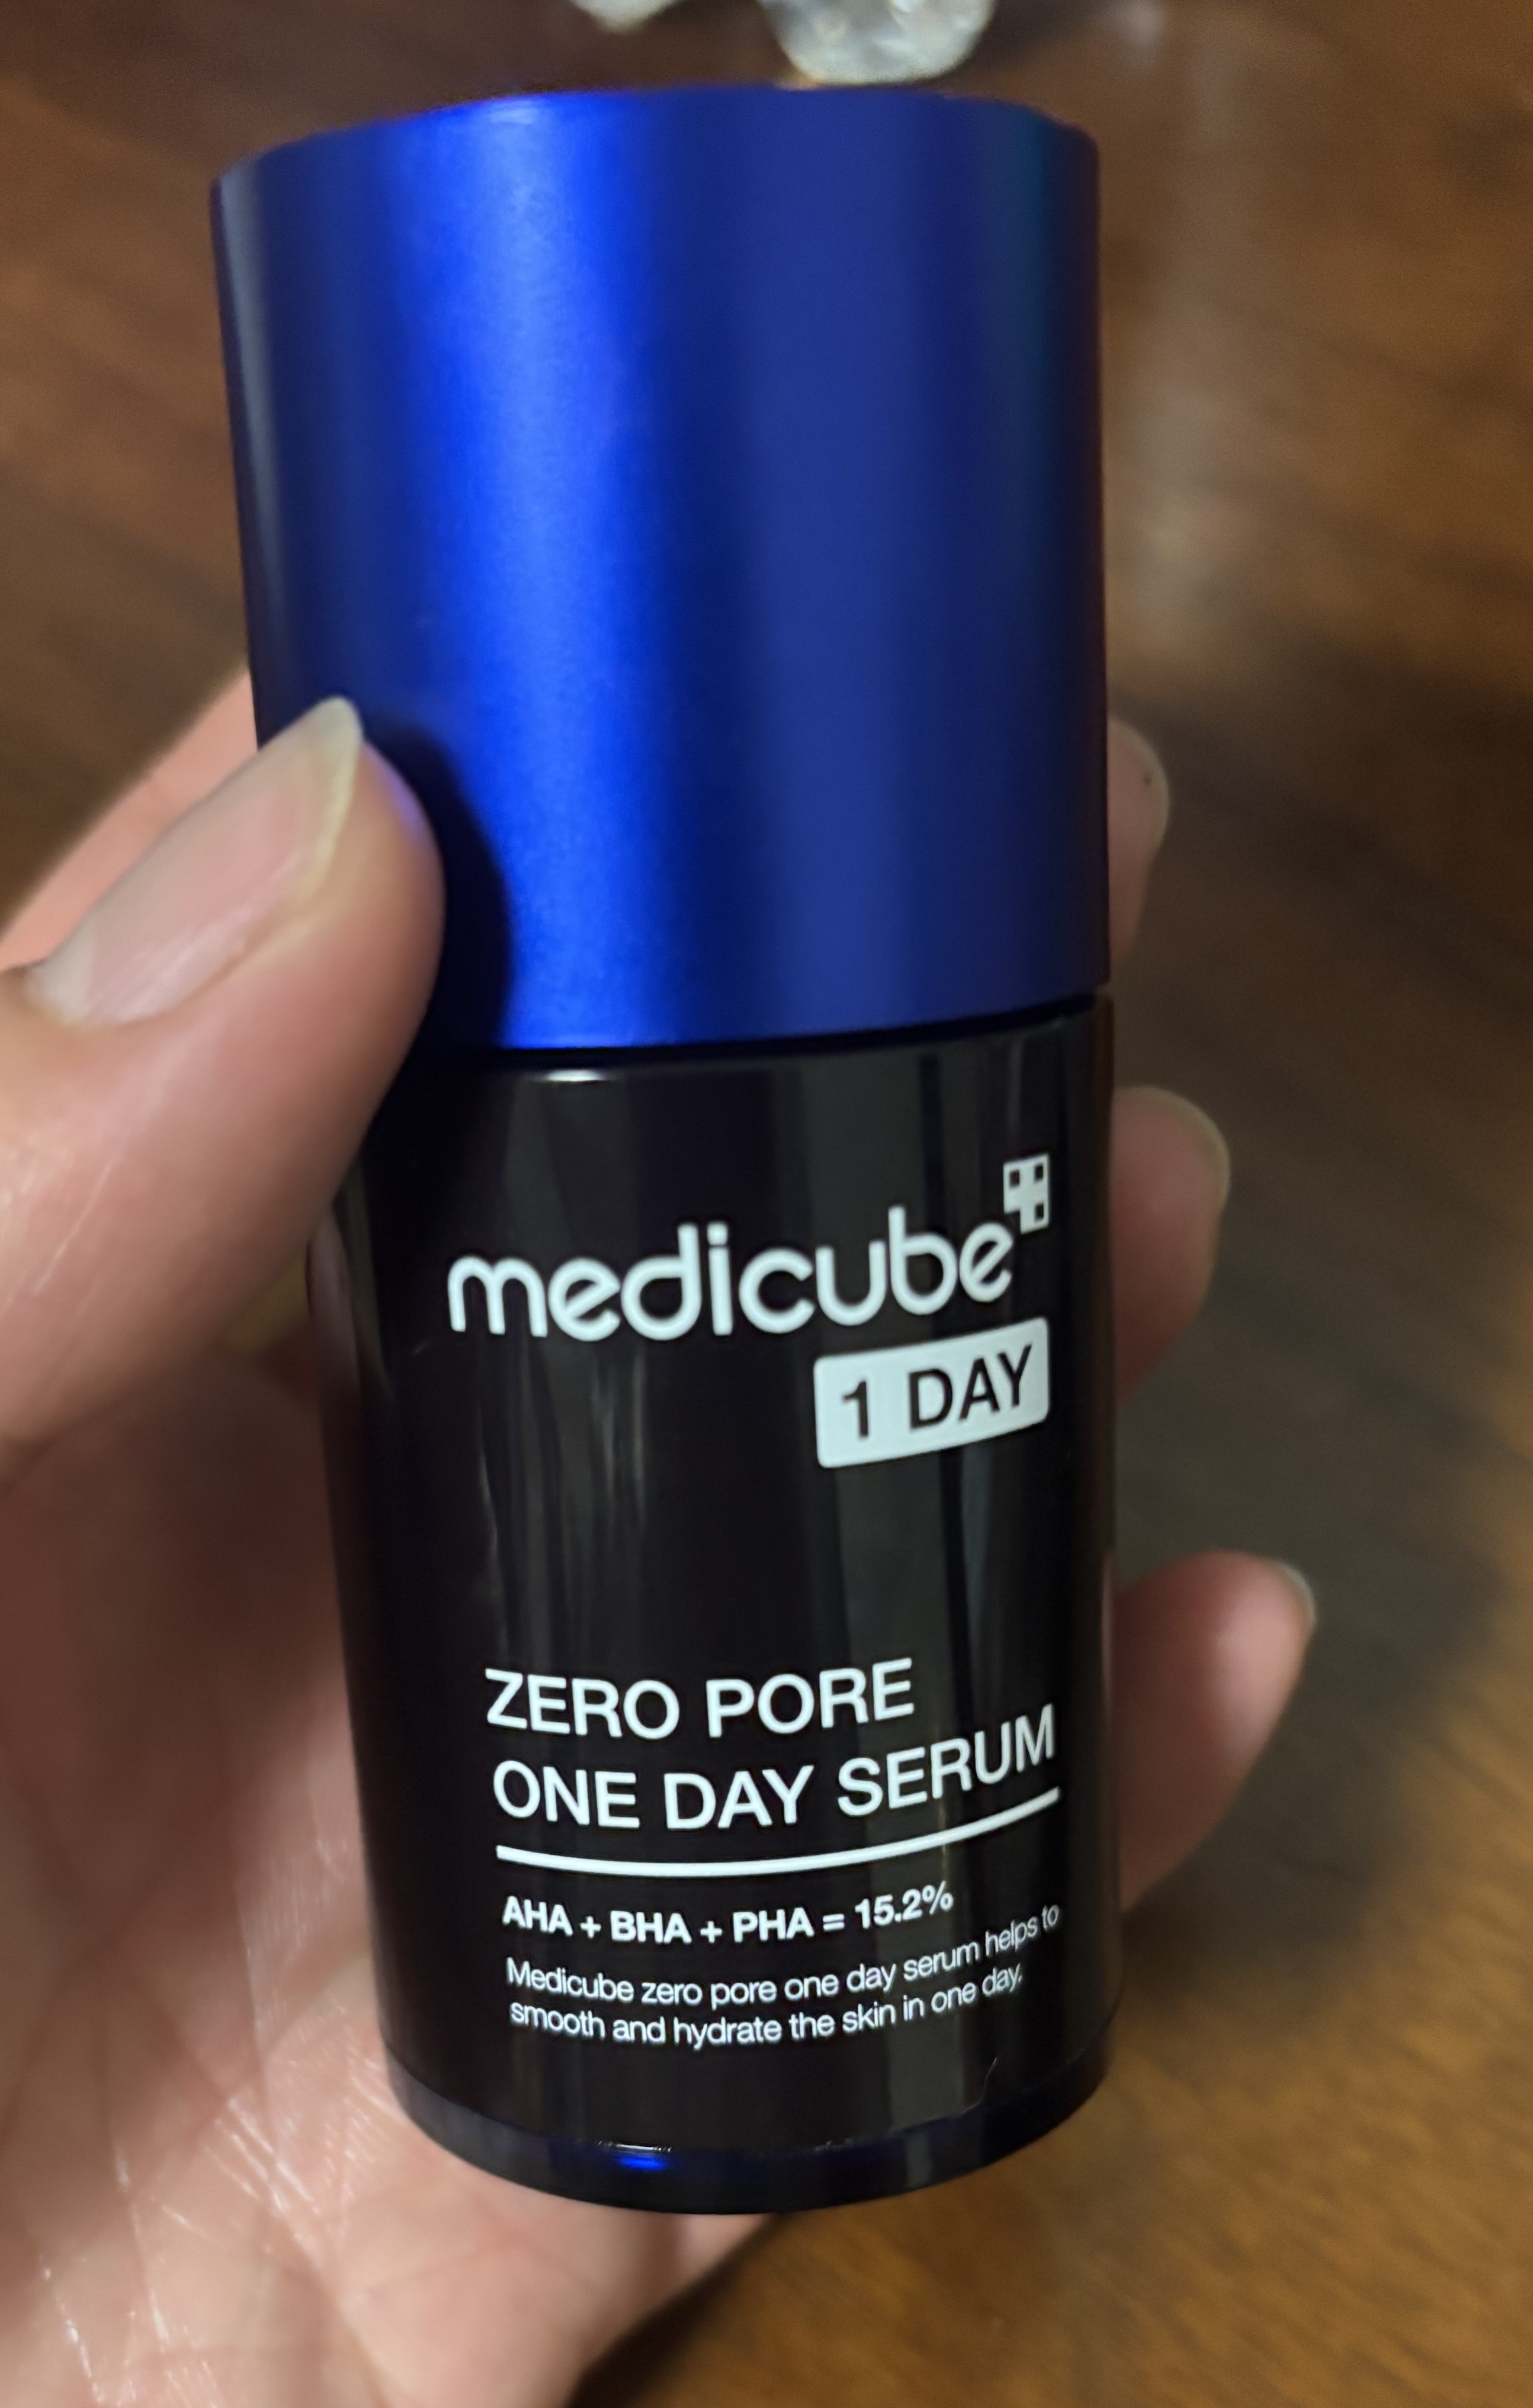 medicube
1 DAY
ZERO PORE
ONE DAY SERUM
AHA + BHA + PHA = 15.2%
Medicube zero pore one day serum helps to
smooth and hydrate the skin in one day.